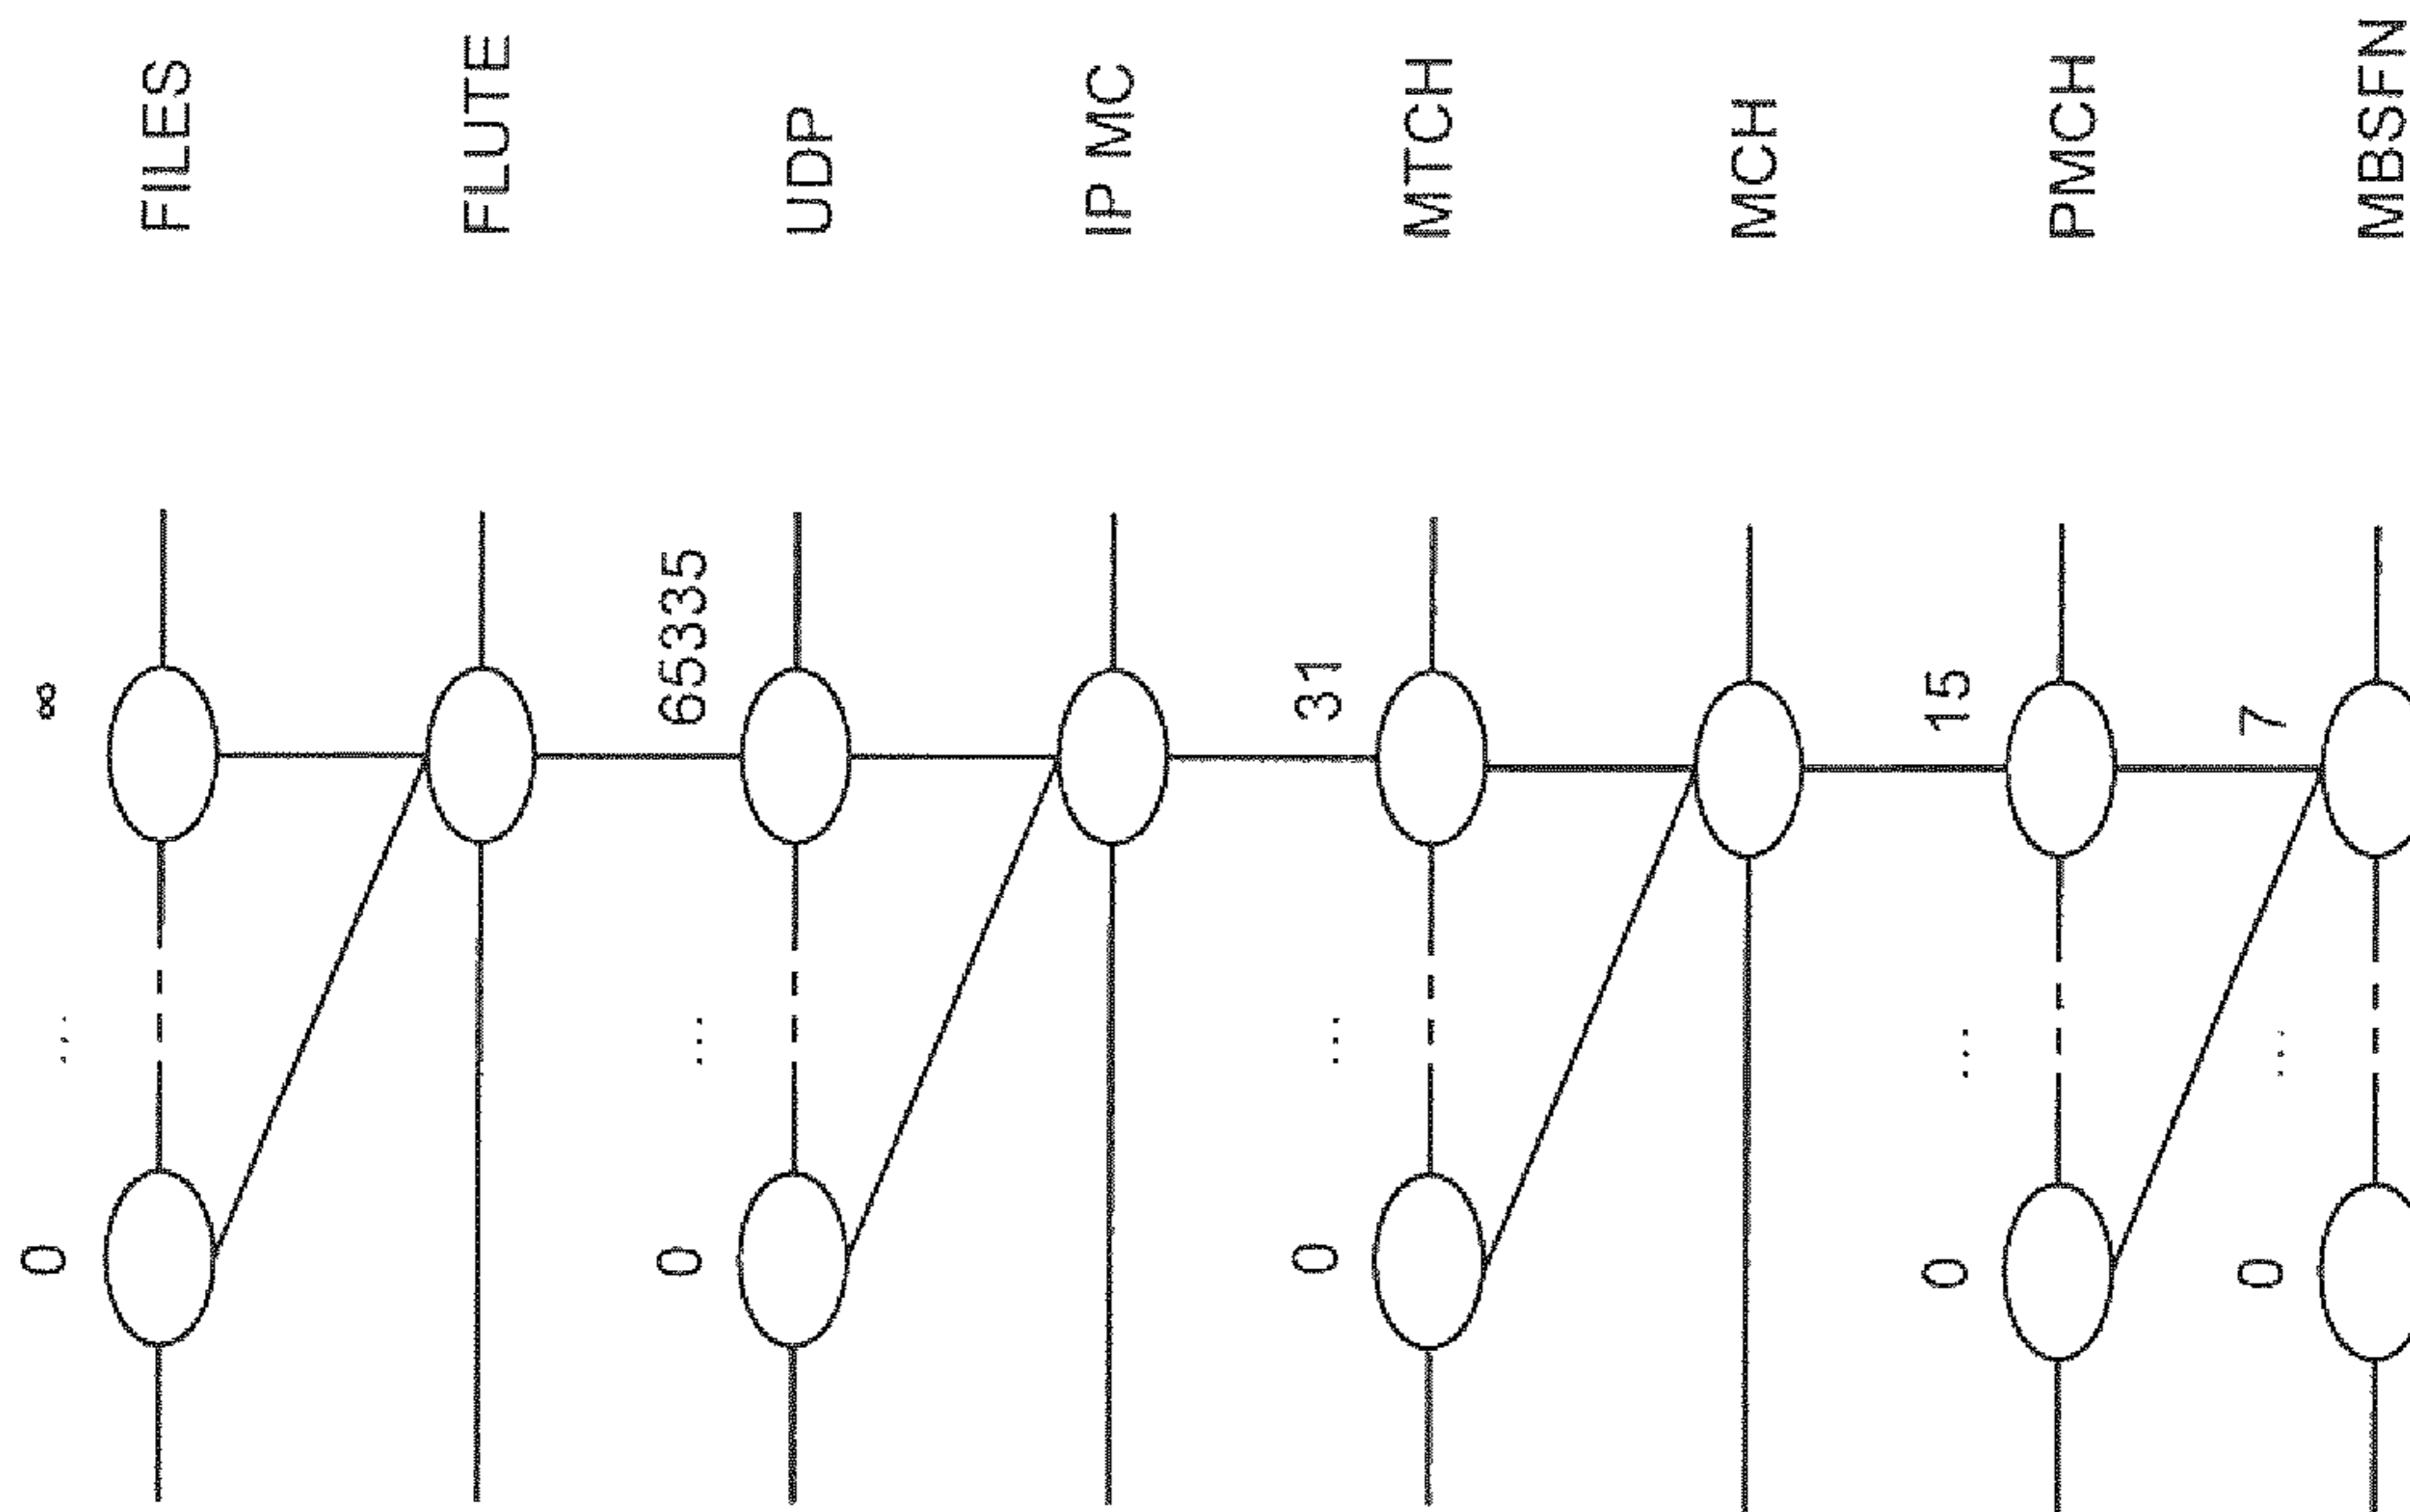 0 ... ∞ FILES
FLUTE
0 ... 65335 UDP
IP MC
0 ... 31 MTCH
MCH
0 ... 15 PMCH
0 ... 7 MBSFN